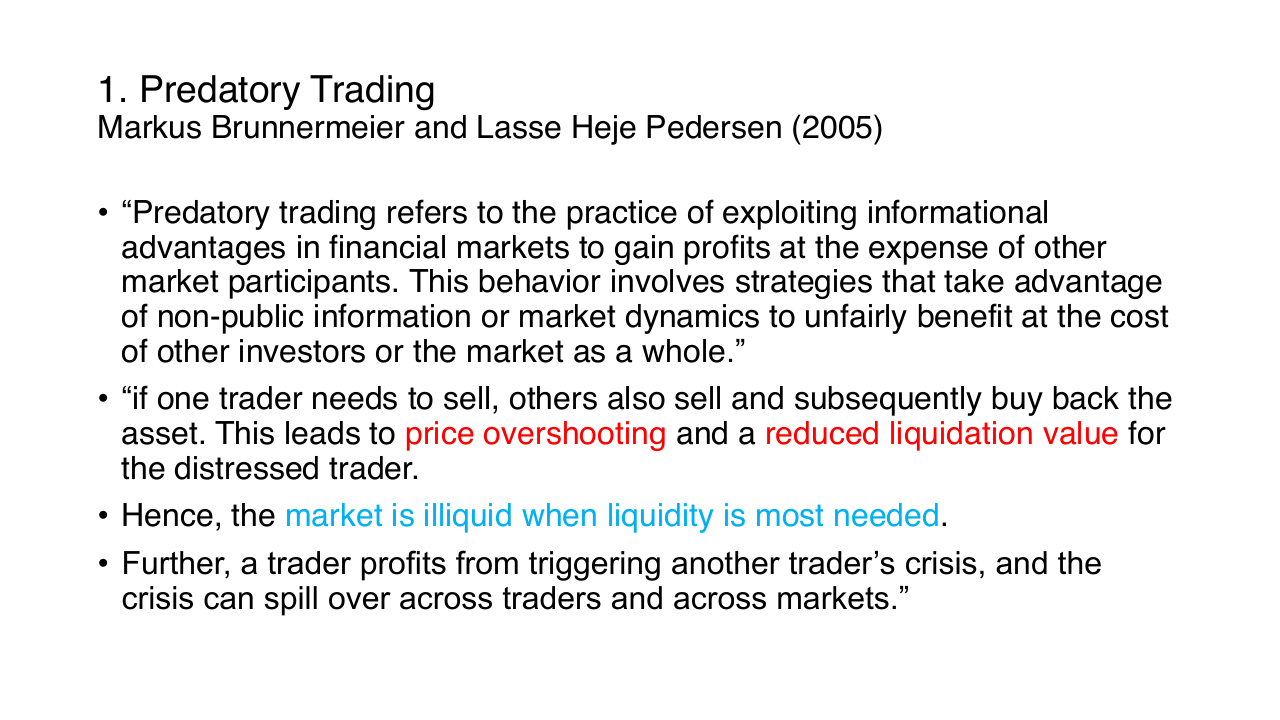 1. Predatory Trading
Markus Brunnermeier and Lasse Heje Pedersen (2005)
• “Predatory trading refers to the practice of exploiting informational
advantages in financial markets to gain profits at the expense of other
market participants. This behavior involves strategies that take advantage
of non-public information or market dynamics to unfairly benefit at the cost
of other investors or the market as a whole.”
• “if one trader needs to sell, others also sell and subsequently buy back the
asset. This leads to price overshooting and a reduced liquidation value for
the distressed trader.
• Hence, the market is illiquid when liquidity is most needed.
• Further, a trader profits from triggering another trader’s crisis, and the
crisis can spill over across traders and across markets.”